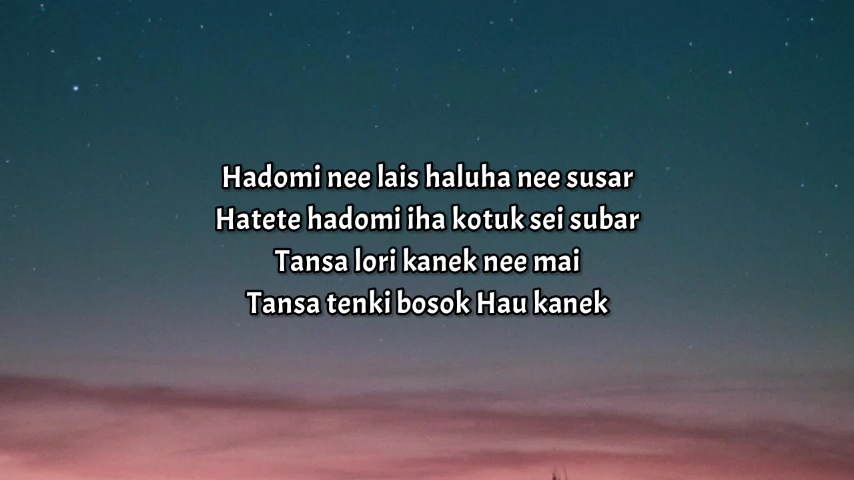 Hadomi nee lais haluha nee susar
Hatete hadomi iha kotuk sei subar
Tansa lori kanek nee mai
Tansa tenki bosok Hau kanek